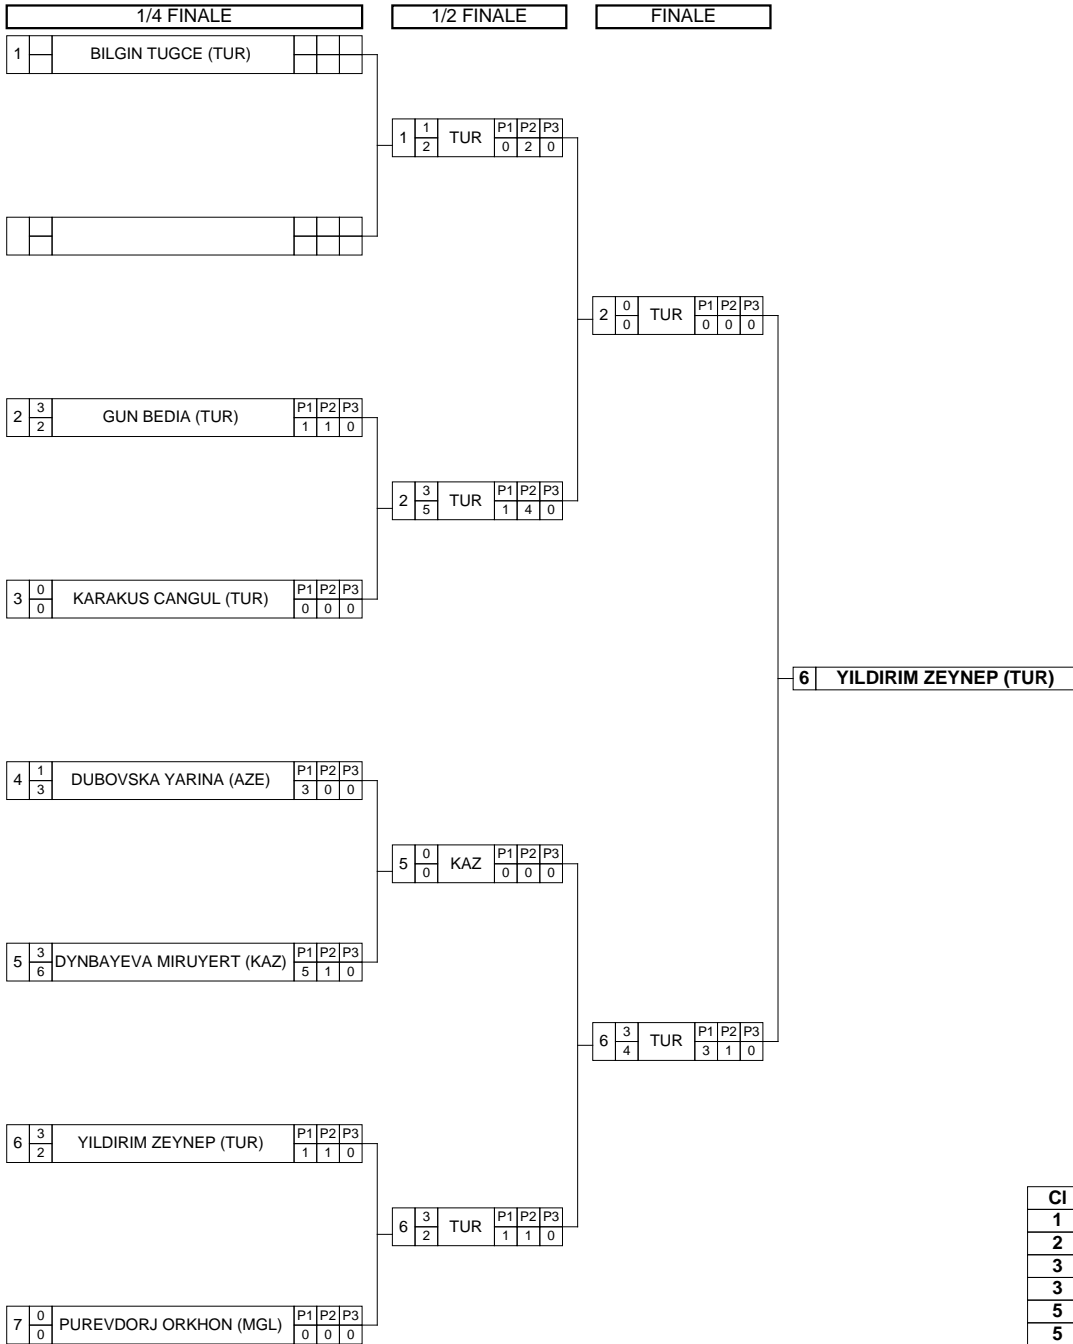 1/4 FINALE 1/2 FINALE FINALE
1 BILGIN TUGCE (TUR)
1 1 TUR P1 P2 P3
2 0 2 0
2 0 TUR P1 P2 P3
0 0 0 0
2 3 GUN BEDIA (TUR) P1 P2 P3
2 1 1 0
2 3 TUR P1 P2 P3
5 1 4 0
3 0 KARAKUS CANGUL (TUR) P1 P2 P3
0 0 0 0
6 YILDIRIM ZEYNEP (TUR)
4 1 DUBOVSKA YARINA (AZE) P1 P2 P3
3 3 0 0
5 0 KAZ P1 P2 P3
0 0 0 0
5 3 DYNBAYEVA MIRUYERT (KAZ) P1 P2 P3
6 5 1 0
6 3 TUR P1 P2 P3
4 3 1 0
6 3 YILDIRIM ZEYNEP (TUR) P1 P2 P3
2 1 1 0
6 3 TUR P1 P2 P3
2 1 1 0
7 0 PUREVDORJ ORKHON (MGL) P1 P2 P3
0 0 0 0
Cl
1
2
3
3
5
5